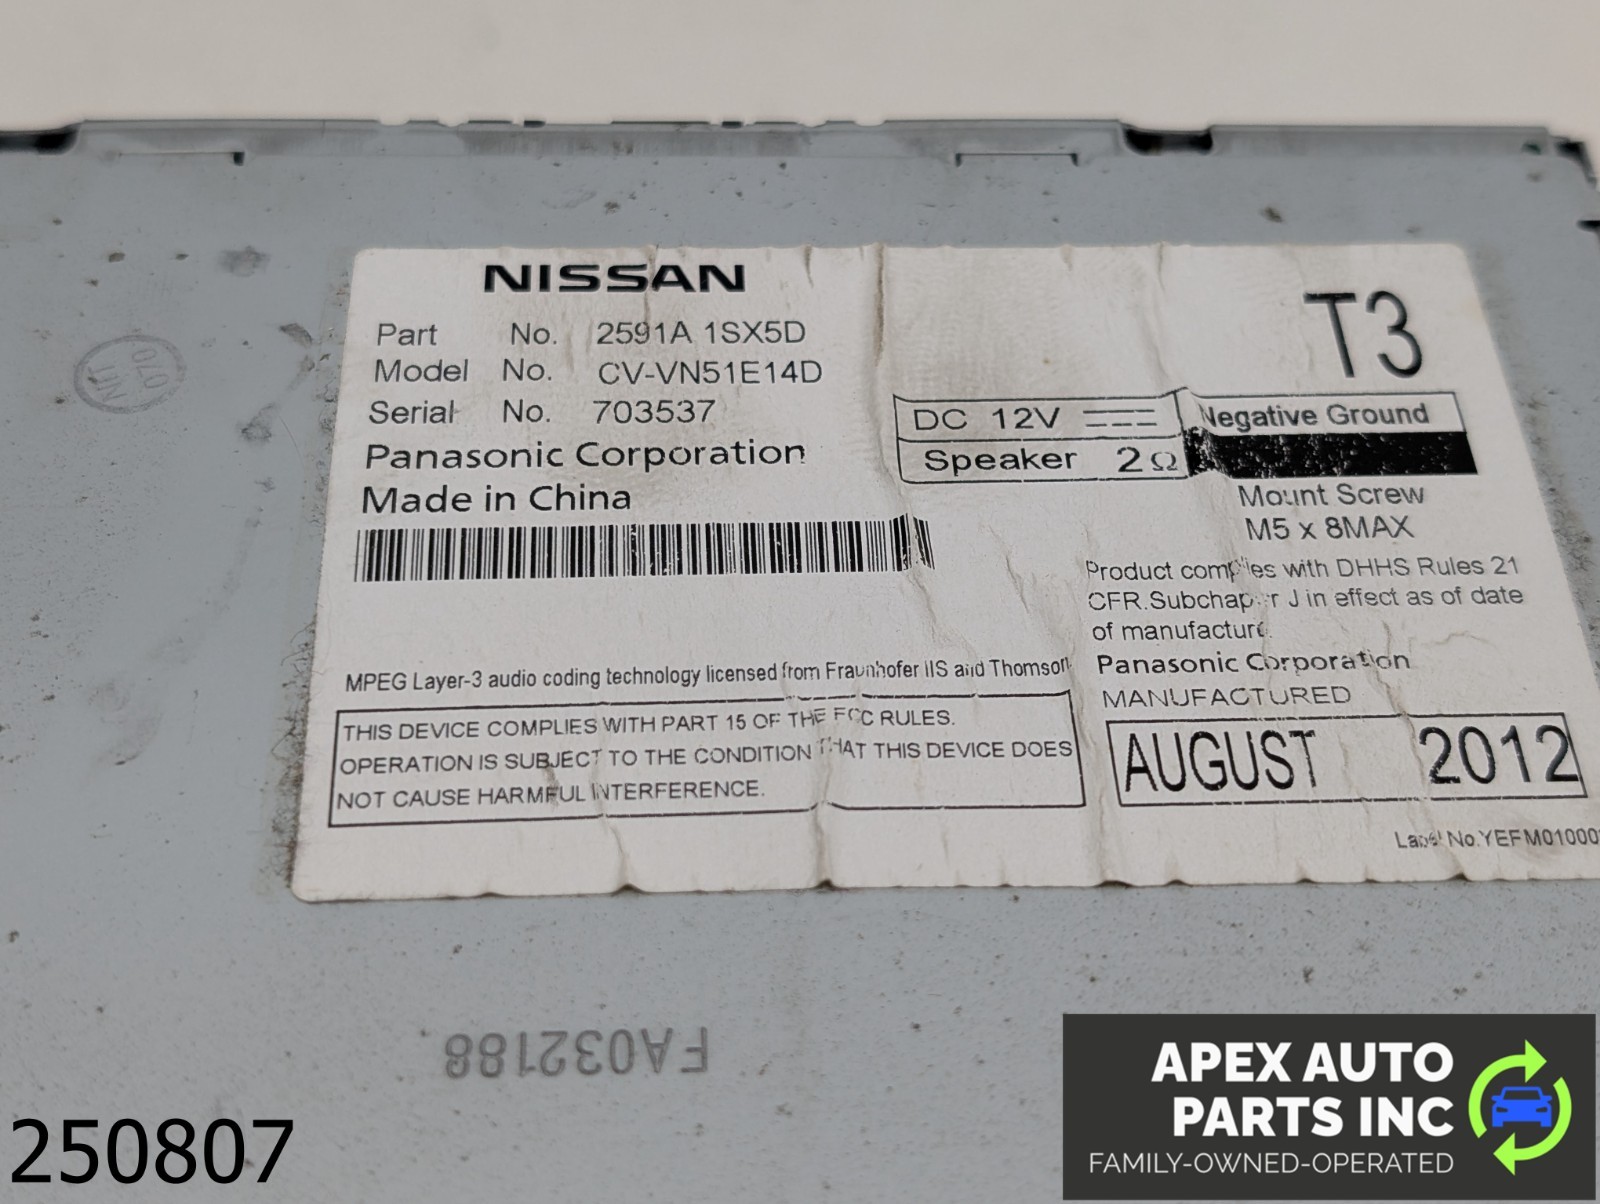 NISSAN
Part No. 2591A 1SX5D
Model No. CV-VN51E14D
Serial No. 703537
Panasonic Corporation
Made in China
T3
DC 12V Negative Ground
Speaker 2Ω
Mount Screw
M5 x 8MAX
Product complies with DHHS Rules 21
CFR.Subchapter J in effect as of date
of manufacture.
Panasonic Corporation
MANUFACTURED
AUGUST 2012
MPEG Layer-3 audio coding technology licensed from Fraunhofer IIS and Thomson
THIS DEVICE COMPLIES WITH PART 15 OF THE FCC RULES.
OPERATION IS SUBJECT TO THE CONDITION THAT THIS DEVICE DOES
NOT CAUSE HARMFUL INTERFERENCE.
Label No.YEFM01000
070
FA032188
250807
APEX AUTO
PARTS INC
FAMILY-OWNED-OPERATED